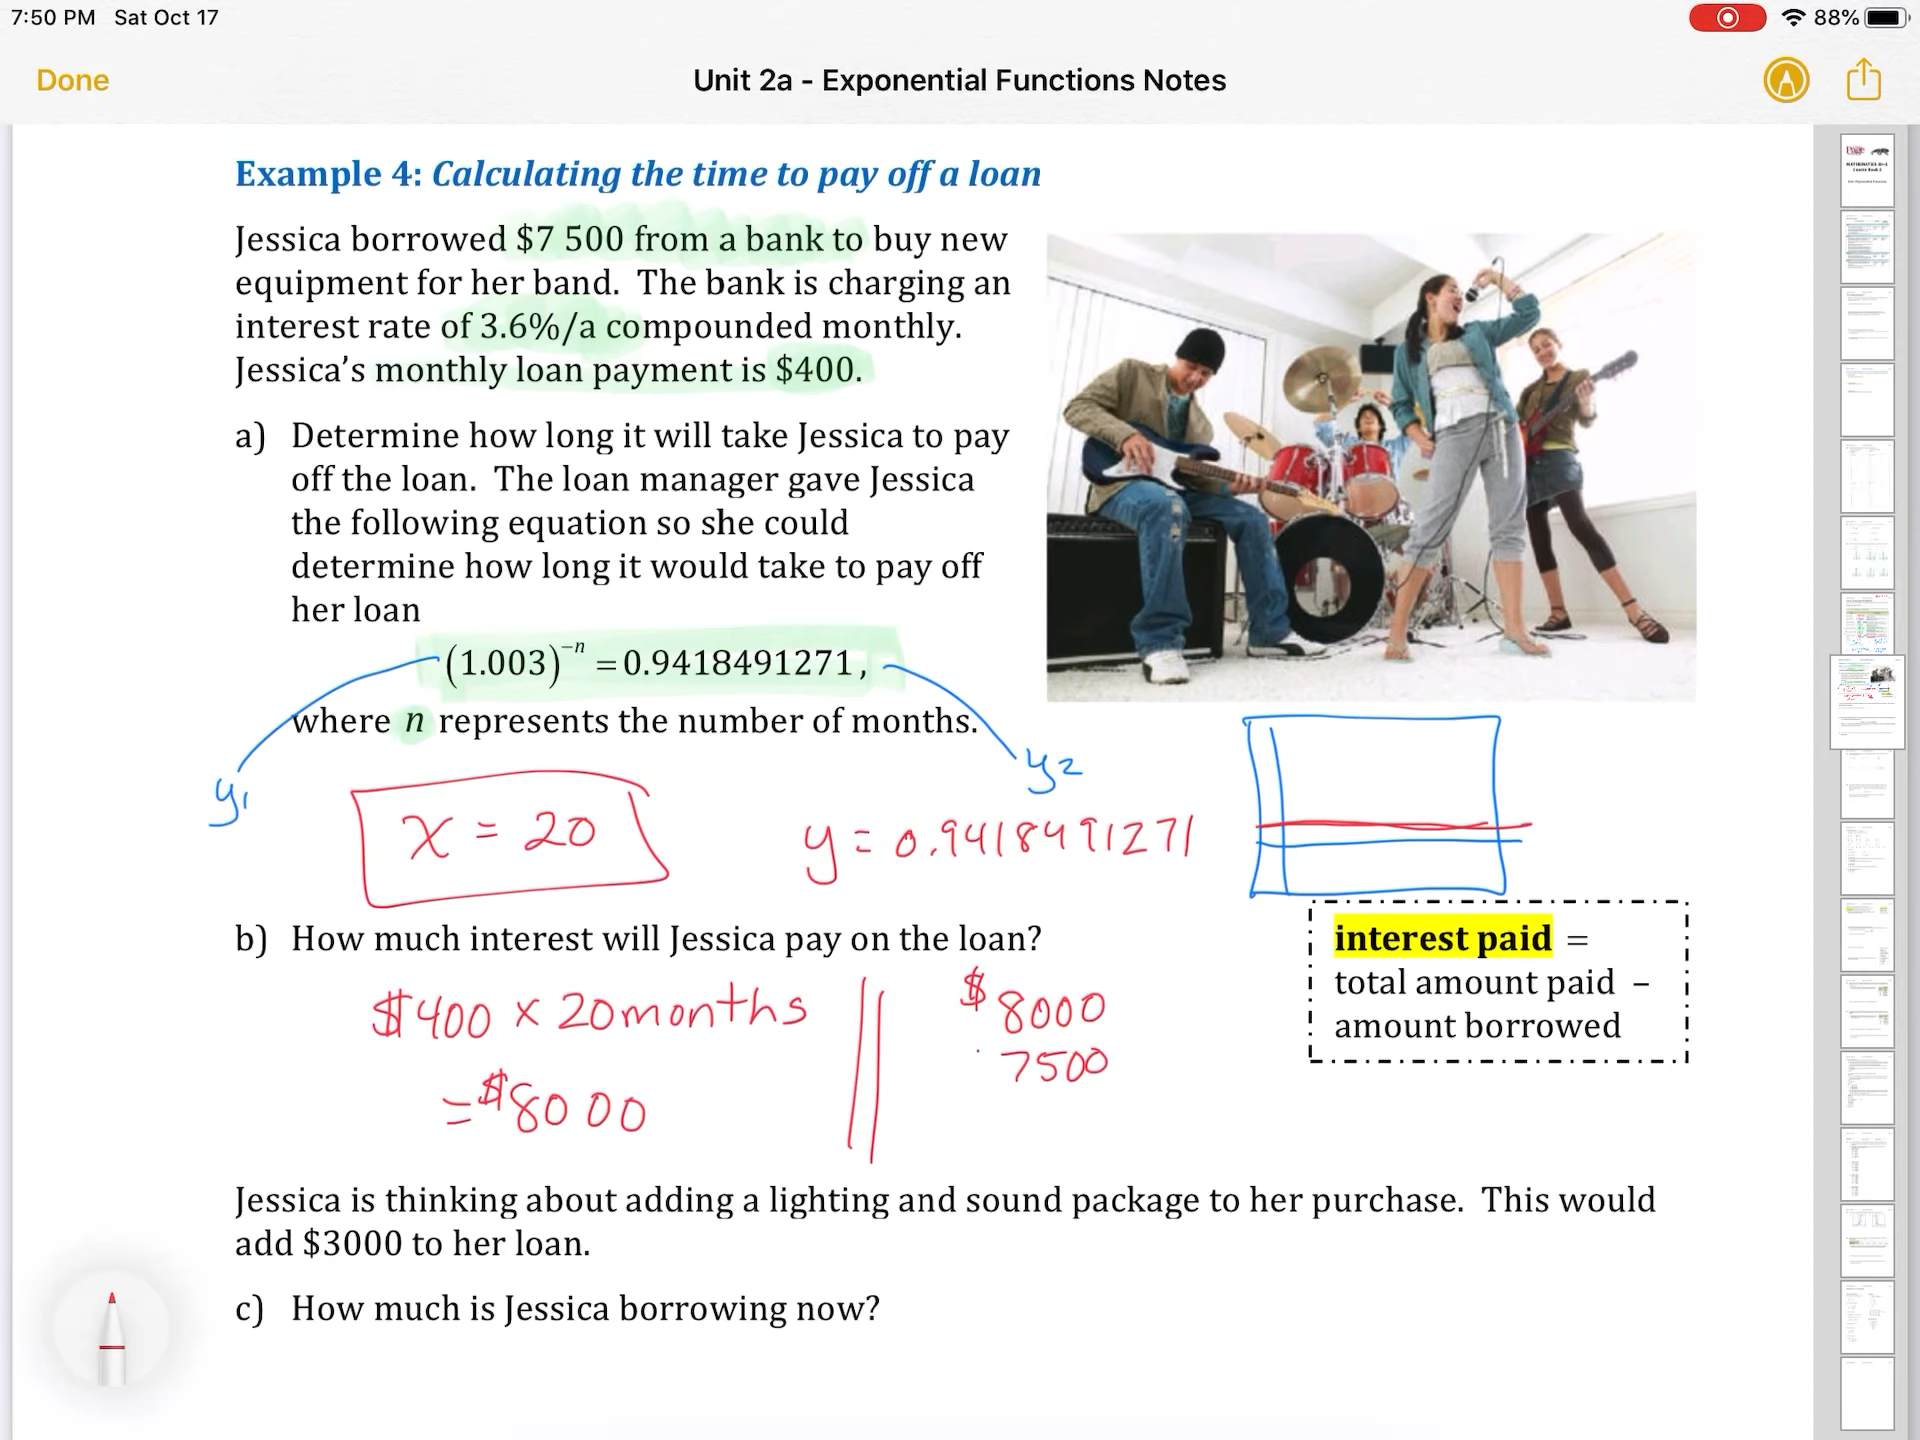 7:50 PM Sat Oct 17
88%
Done
Unit 2a - Exponential Functions Notes
Example 4: Calculating the time to pay off a loan
Jessica borrowed $7 500 from a bank to buy new
equipment for her band. The bank is charging an
interest rate of 3.6%/a compounded monthly.
Jessica's monthly loan payment is $400.
a) Determine how long it will take Jessica to pay
off the loan. The loan manager gave Jessica
the following equation so she could
determine how long it would take to pay off
her loan
(1.003)⁻ⁿ = 0.9418491271,
where n represents the number of months.
y₁
y₂
x = 20
y = 0.9418491271
b) How much interest will Jessica pay on the loan?
interest paid =
total amount paid –
amount borrowed
$400 x 20 months
= $8000
$8000
7500
Jessica is thinking about adding a lighting and sound package to her purchase. This would
add $3000 to her loan.
c) How much is Jessica borrowing now?